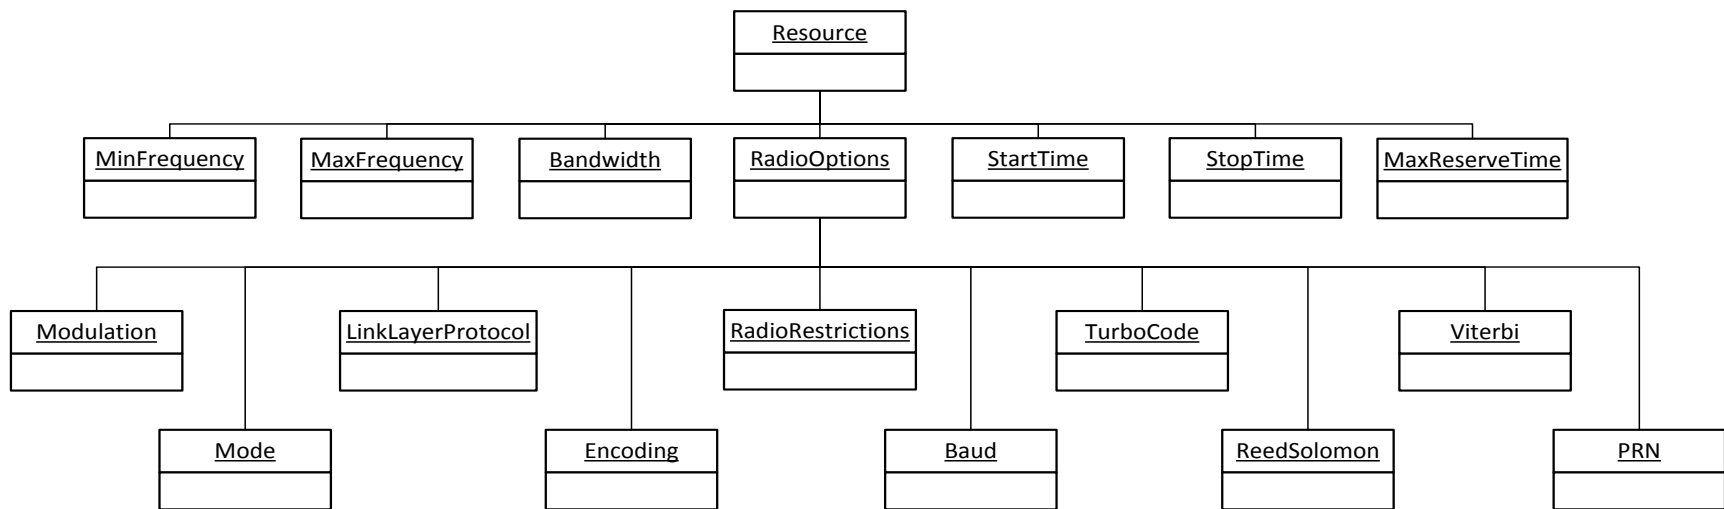 Resource
MinFrequency
MaxFrequency
Bandwidth
RadioOptions
StartTime
StopTime
MaxReserveTime
Modulation
LinkLayerProtocol
RadioRestrictions
TurboCode
Viterbi
Mode
Encoding
Baud
ReedSolomon
PRN